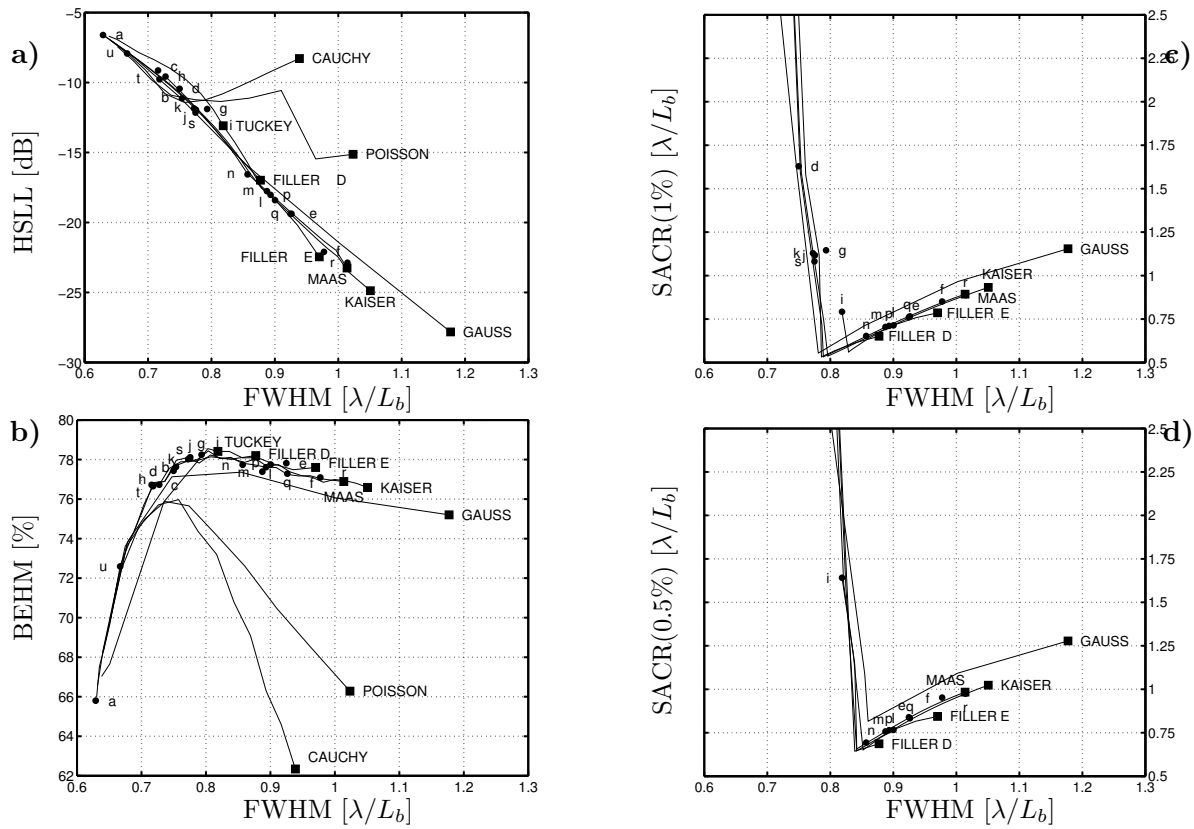 a)
HSLL [dB]
−5
−10
−15
−20
−25
−30
a
u
t
c
h
d
b
k
j
s
g
i TUCKEY
CAUCHY
POISSON
FILLER D
n
m
l
p
q
e
f
r
FILLER E
MAAS
KAISER
GAUSS
0.6 0.7 0.8 0.9 1 1.1 1.2 1.3
FWHM [λ/L_b]
c)
SACR(1%) [λ/L_b]
2.5
2.25
2
1.75
1.5
1.25
1
0.75
0.5
d
kj
s
g
i
n
m
p
l
q
e
f
r
GAUSS
KAISER
MAAS
FILLER E
FILLER D
0.6 0.7 0.8 0.9 1 1.1 1.2 1.3
FWHM [λ/L_b]
b)
BEHM [%]
80
78
76
74
72
70
68
66
64
62
a
u
t
h
d
b
k
s
j
g
i
c
TUCKEY
FILLER D
FILLER E
n
m
p
l
e
q
f
r
MAAS
KAISER
GAUSS
POISSON
CAUCHY
0.6 0.7 0.8 0.9 1 1.1 1.2 1.3
FWHM [λ/L_b]
d)
SACR(0.5%) [λ/L_b]
2.5
2.25
2
1.75
1.5
1.25
1
0.75
0.5
i
n
mpl
eq
f
r
GAUSS
MAAS
KAISER
FILLER E
FILLER D
0.6 0.7 0.8 0.9 1 1.1 1.2 1.3
FWHM [λ/L_b]